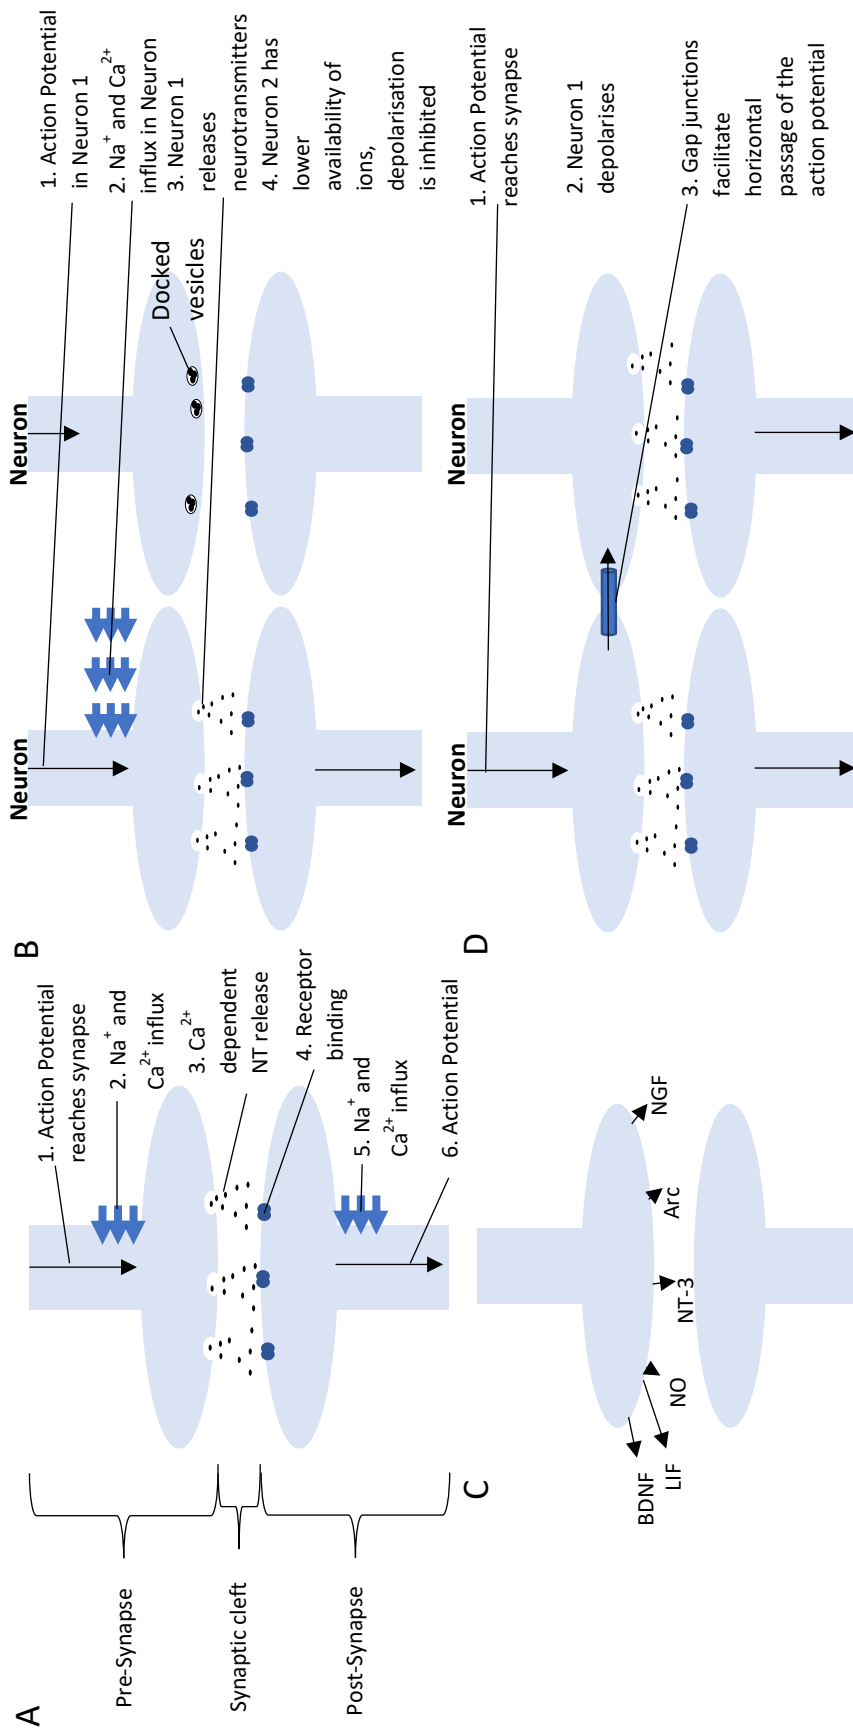 A
Pre-Synapse
Synaptic cleft
Post-Synapse
1. Action Potential
reaches synapse
2. Na⁺ and
Ca²⁺ influx
3. Ca²⁺
dependent
NT release
4. Receptor
binding
5. Na⁺ and
Ca²⁺ influx
6. Action Potential
B
Neuron
Neuron
Docked
vesicles
1. Action Potential
in Neuron 1
2. Na⁺ and Ca²⁺
influx in Neuron
3. Neuron 1
releases
neurotransmitters
4. Neuron 2 has
lower
availability of
ions,
depolarisation
is inhibited
C
BDNF
LIF
NO
NT-3
Arc
NGF
D
Neuron
Neuron
1. Action Potential
reaches synapse
2. Neuron 1
depolarises
3. Gap junctions
facilitate
horizontal
passage of the
action potential